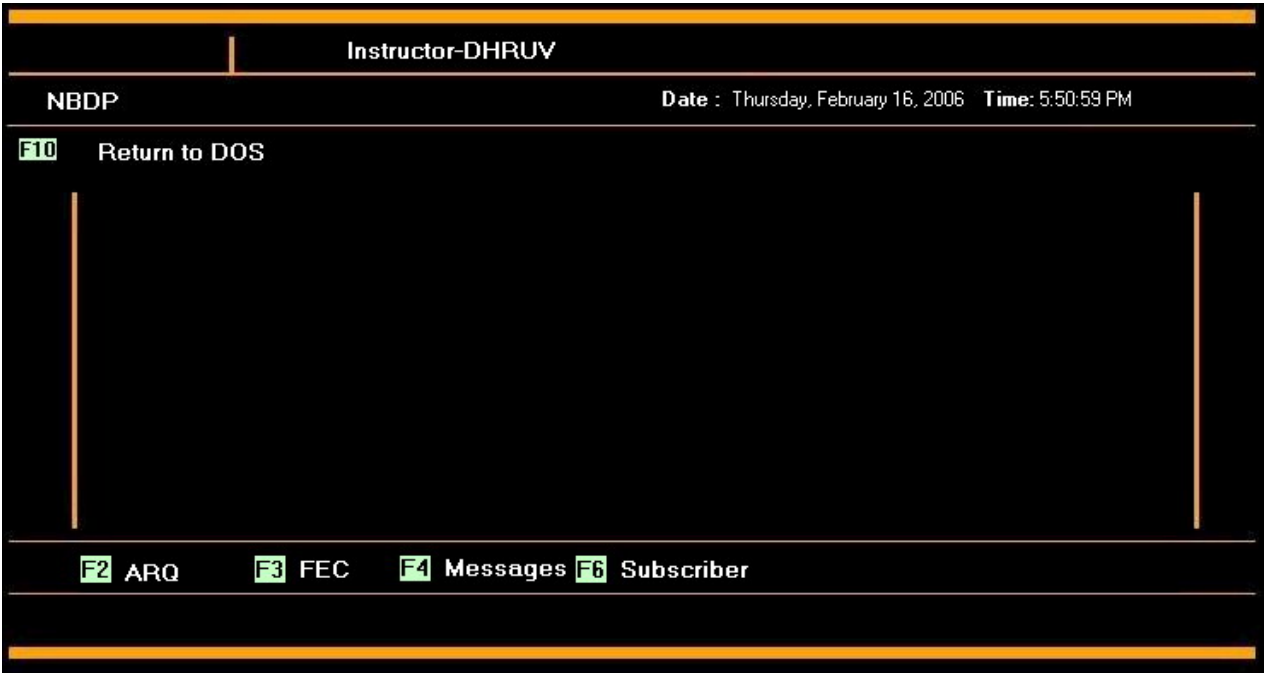 Instructor-DHRUV
NBDP Date : Thursday, February 16, 2006 Time: 5:50:59 PM
F10 Return to DOS
F2 ARQ F3 FEC F4 Messages F6 Subscriber